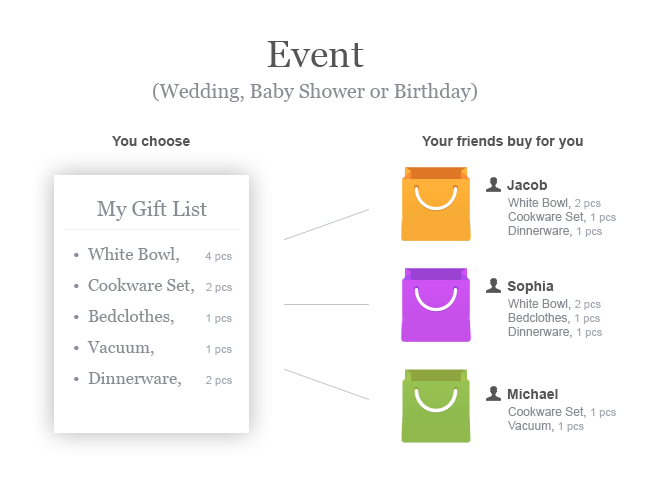 Event
(Wedding, Baby Shower or Birthday)
You choose
My Gift List
• White Bowl, 4 pcs
• Cookware Set, 2 pcs
• Bedclothes, 1 pcs
• Vacuum, 1 pcs
• Dinnerware, 2 pcs
Your friends buy for you
Jacob
White Bowl, 2 pcs
Cookware Set, 1 pcs
Dinnerware, 1 pcs
Sophia
White Bowl, 2 pcs
Bedclothes, 1 pcs
Dinnerware, 1 pcs
Michael
Cookware Set, 1 pcs
Vacuum, 1 pcs